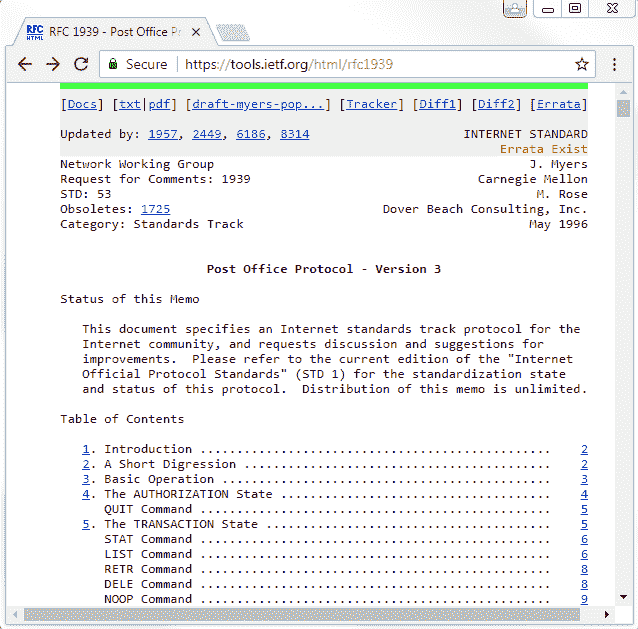 RFC HTML RFC 1939 - Post Office Pr
Secure https://tools.ietf.org/html/rfc1939
[Docs] [txt|pdf] [draft-myers-pop...] [Tracker] [Diff1] [Diff2] [Errata]
Updated by: 1957, 2449, 6186, 8314 INTERNET STANDARD
Errata Exist
Network Working Group J. Myers
Request for Comments: 1939 Carnegie Mellon
STD: 53 M. Rose
Obsoletes: 1725 Dover Beach Consulting, Inc.
Category: Standards Track May 1996
Post Office Protocol - Version 3
Status of this Memo
This document specifies an Internet standards track protocol for the
Internet community, and requests discussion and suggestions for
improvements. Please refer to the current edition of the "Internet
Official Protocol Standards" (STD 1) for the standardization state
and status of this protocol. Distribution of this memo is unlimited.
Table of Contents
1. Introduction ................................................ 2
2. A Short Digression .......................................... 2
3. Basic Operation ............................................. 3
4. The AUTHORIZATION State ..................................... 4
QUIT Command ................................................ 5
5. The TRANSACTION State ....................................... 5
STAT Command ................................................ 6
LIST Command ................................................ 6
RETR Command ................................................ 8
DELE Command ................................................ 8
NOOP Command ................................................ 9